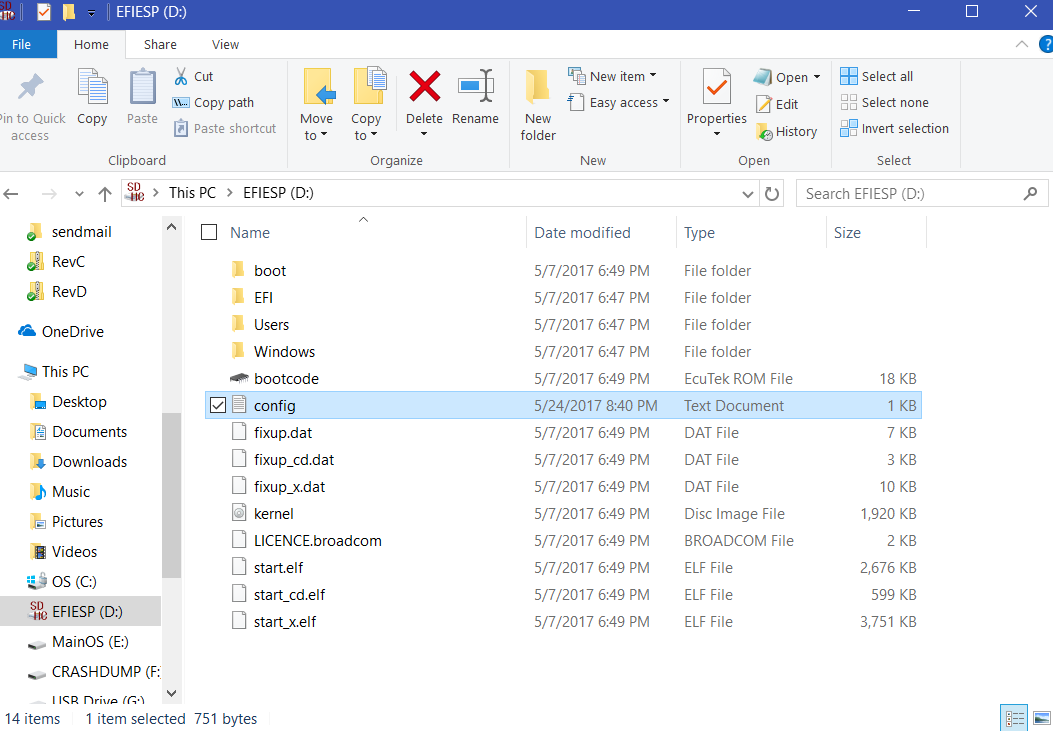 EFIESP (D:)
File Home Share View
Pin to Quick access
Copy
Paste
Cut
Copy path
Paste shortcut
Clipboard
Move to
Copy to
Delete
Rename
Organize
New folder
New item
Easy access
New
Properties
Open
Edit
History
Open
Select all
Select none
Invert selection
Select
This PC EFIESP (D:)
Search EFIESP (D:)
sendmail
RevC
RevD
OneDrive
This PC
Desktop
Documents
Downloads
Music
Pictures
Videos
OS (C:)
EFIESP (D:)
MainOS (E:)
CRASHDUMP (F:
USB Drive (G:)
Name Date modified Type Size
boot 5/7/2017 6:49 PM File folder
EFI 5/7/2017 6:47 PM File folder
Users 5/7/2017 6:47 PM File folder
Windows 5/7/2017 6:47 PM File folder
bootcode 5/7/2017 6:49 PM EcuTek ROM File 18 KB
config 5/24/2017 8:40 PM Text Document 1 KB
fixup.dat 5/7/2017 6:49 PM DAT File 7 KB
fixup_cd.dat 5/7/2017 6:49 PM DAT File 3 KB
fixup_x.dat 5/7/2017 6:49 PM DAT File 10 KB
kernel 5/7/2017 6:49 PM Disc Image File 1,920 KB
LICENCE.broadcom 5/7/2017 6:49 PM BROADCOM File 2 KB
start.elf 5/7/2017 6:49 PM ELF File 2,676 KB
start_cd.elf 5/7/2017 6:49 PM ELF File 599 KB
start_x.elf 5/7/2017 6:49 PM ELF File 3,751 KB
14 items 1 item selected 751 bytes